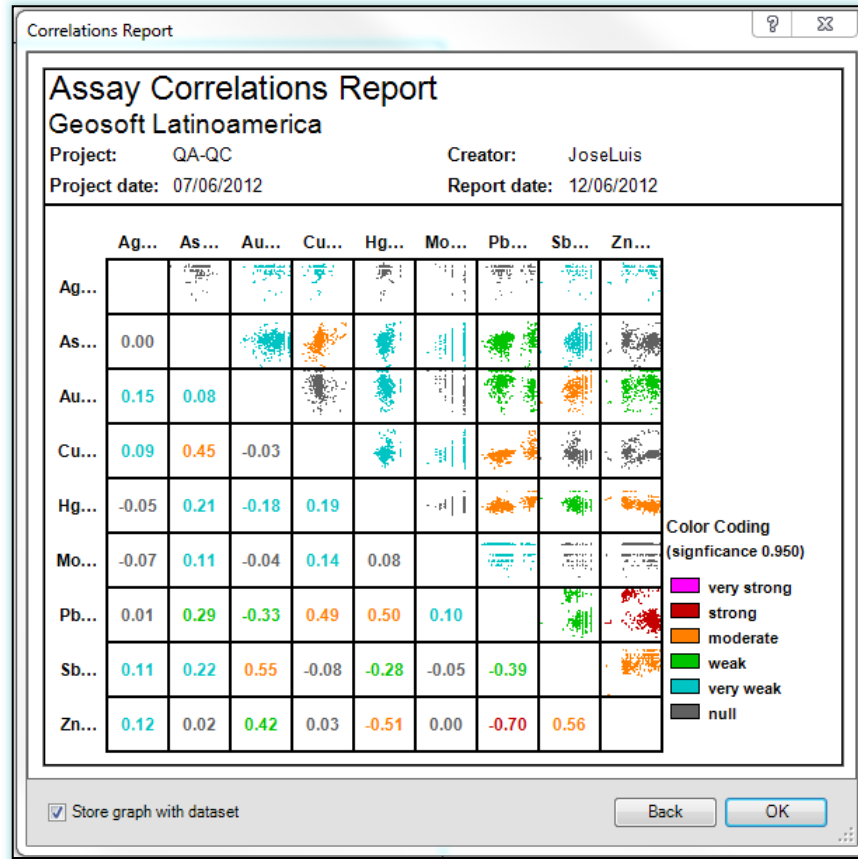 Correlations Report
Assay Correlations Report
Geosoft Latinoamerica
Project: QA-QC Creator: JoseLuis
Project date: 07/06/2012 Report date: 12/06/2012
Ag... As... Au... Cu... Hg... Mo... Pb... Sb... Zn...
Ag...
As... 0.00
Au... 0.15 0.08
Cu... 0.09 0.45 -0.03
Hg... -0.05 0.21 -0.18 0.19
Mo... -0.07 0.11 -0.04 0.14 0.08
Pb... 0.01 0.29 -0.33 0.49 0.50 0.10
Sb... 0.11 0.22 0.55 -0.08 -0.28 -0.05 -0.39
Zn... 0.12 0.02 0.42 0.03 -0.51 0.00 -0.70 0.56
Color Coding
(signficance 0.950)
very strong
strong
moderate
weak
very weak
null
Store graph with dataset Back OK